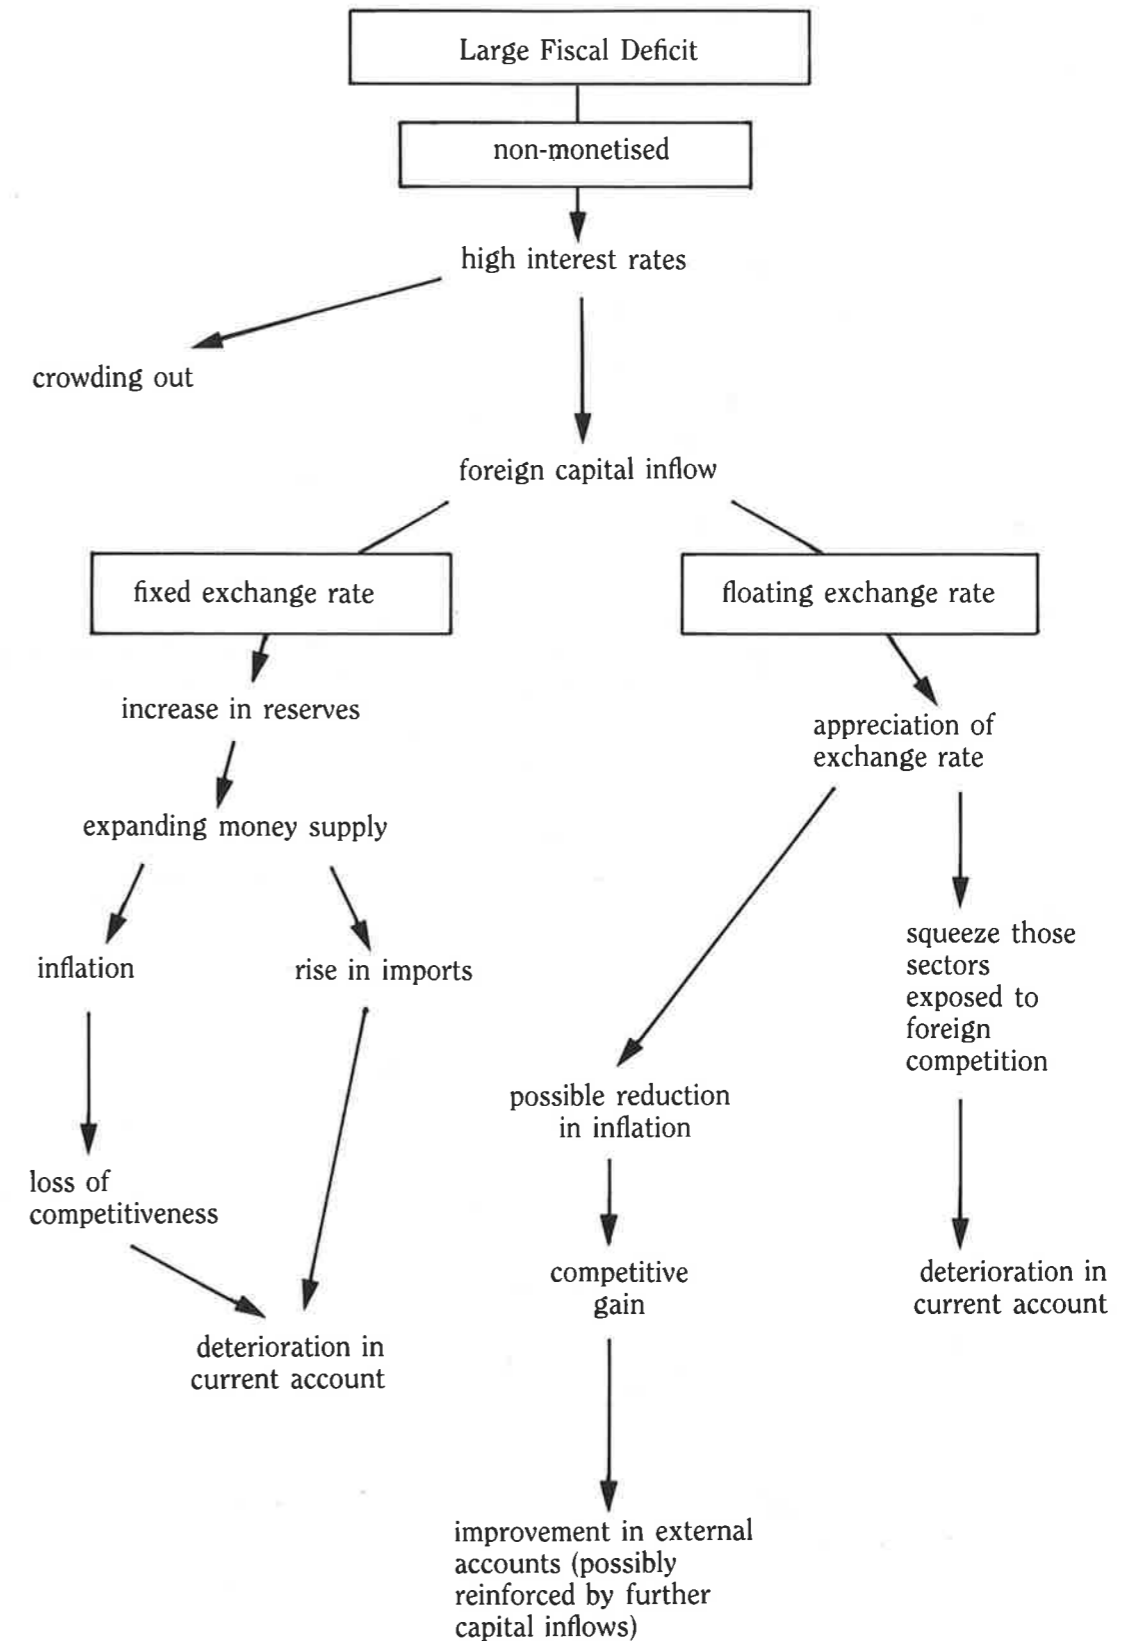 Large Fiscal Deficit
non-monetised
high interest rates
crowding out
foreign capital inflow
fixed exchange rate
floating exchange rate
increase in reserves
appreciation of
exchange rate
expanding money supply
inflation
rise in imports
squeeze those
sectors
exposed to
foreign
competition
possible reduction
in inflation
loss of
competitiveness
competitive
gain
deterioration in
current account
deterioration in
current account
improvement in external
accounts (possibly
reinforced by further
capital inflows)